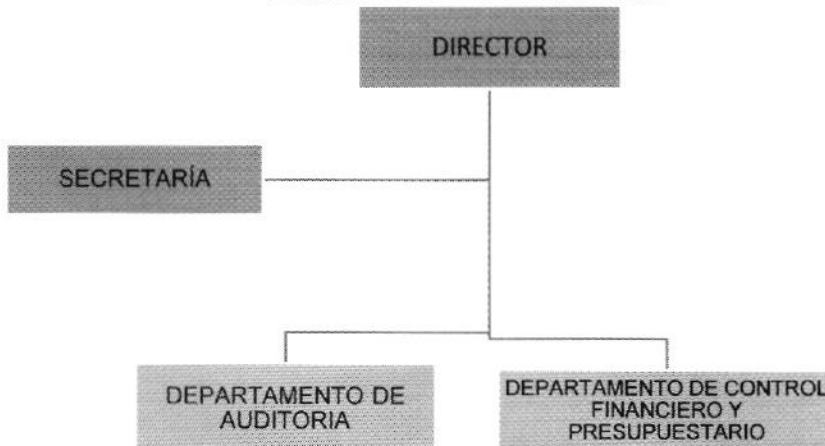 DIRECTOR
SECRETARÍA
DEPARTAMENTO DE
AUDITORIA
DEPARTAMENTO DE CONTROL
FINANCIERO Y
PRESUPUESTARIO